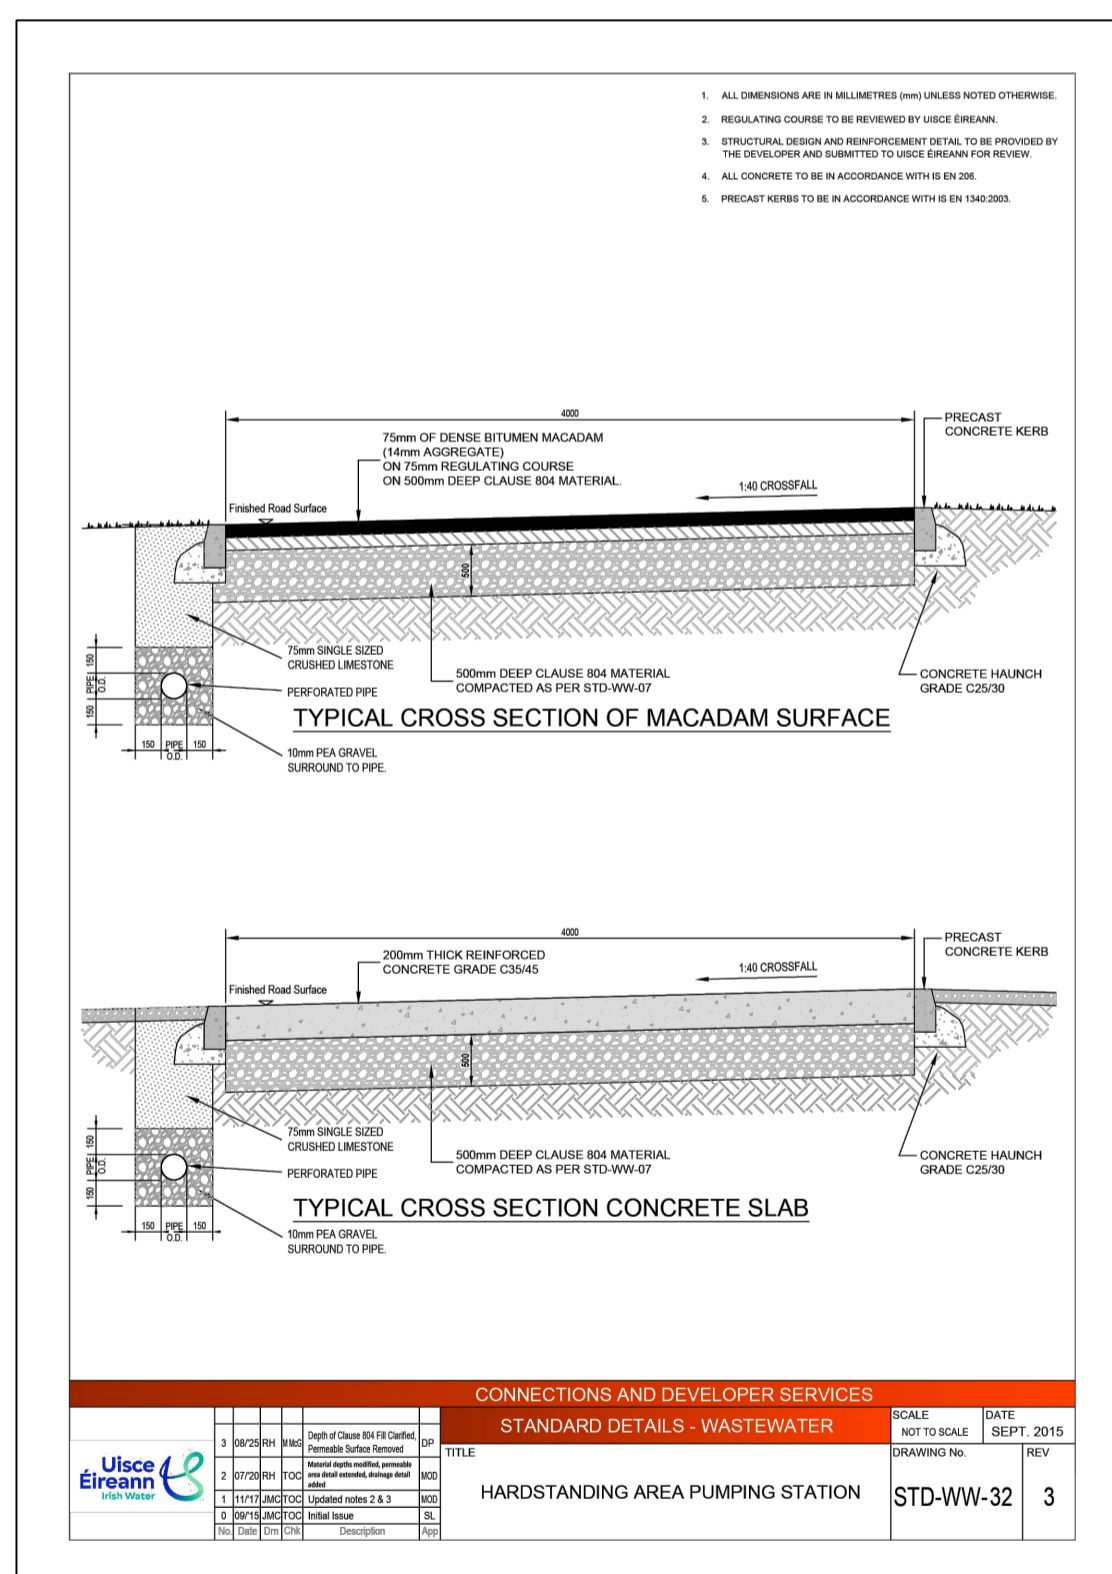 1. ALL DIMENSIONS ARE IN MILLIMETRES (mm) UNLESS NOTED OTHERWISE.
2. REGULATING COURSE TO BE REVIEWED BY UISCE ÉIREANN.
3. STRUCTURAL DESIGN AND REINFORCEMENT DETAIL TO BE PROVIDED BY
THE DEVELOPER AND SUBMITTED TO UISCE ÉIREANN FOR REVIEW.
4. ALL CONCRETE TO BE IN ACCORDANCE WITH IS EN 206.
5. PRECAST KERBS TO BE IN ACCORDANCE WITH IS EN 1340:2003.
4000
PRECAST
CONCRETE KERB
75mm OF DENSE BITUMEN MACADAM
(14mm AGGREGATE)
ON 75mm REGULATING COURSE
ON 500mm DEEP CLAUSE 804 MATERIAL.
1:40 CROSSFALL
Finished Road Surface
500
75mm SINGLE SIZED
CRUSHED LIMESTONE
150
PIPE
O.D.
150
PERFORATED PIPE
500mm DEEP CLAUSE 804 MATERIAL
COMPACTED AS PER STD-WW-07
CONCRETE HAUNCH
GRADE C25/30
TYPICAL CROSS SECTION OF MACADAM SURFACE
150 PIPE 150
O.D.
10mm PEA GRAVEL
SURROUND TO PIPE.
4000
PRECAST
CONCRETE KERB
200mm THICK REINFORCED
CONCRETE GRADE C35/45
1:40 CROSSFALL
Finished Road Surface
500
75mm SINGLE SIZED
CRUSHED LIMESTONE
150
PIPE
O.D.
150
PERFORATED PIPE
500mm DEEP CLAUSE 804 MATERIAL
COMPACTED AS PER STD-WW-07
CONCRETE HAUNCH
GRADE C25/30
TYPICAL CROSS SECTION CONCRETE SLAB
150 PIPE 150
O.D.
10mm PEA GRAVEL
SURROUND TO PIPE.
CONNECTIONS AND DEVELOPER SERVICES
STANDARD DETAILS - WASTEWATER
SCALE
NOT TO SCALE
DATE
SEPT. 2015
Uisce
Éireann
Irish Water
3 08/'25 RH M McG Depth of Clause 804 Fill Clarified, Permeable Surface Removed DP
2 07/'20 RH TOC Material depths modified, permeable area detail extended, drainage detail added MOD
1 11/'17 JMC TOC Updated notes 2 & 3 MOD
0 09/'15 JMC TOC Initial Issue SL
No. Date Drn Chk Description App
TITLE
HARDSTANDING AREA PUMPING STATION
DRAWING No.
STD-WW-32
REV
3